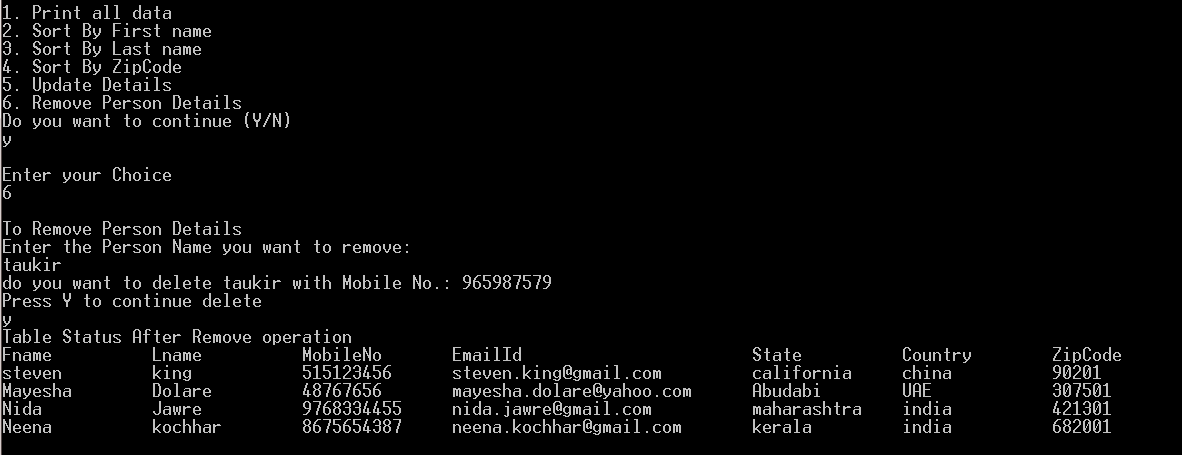 1. Print all data
2. Sort By First name
3. Sort By Last name
4. Sort By ZipCode
5. Update Details
6. Remove Person Details
Do you want to continue (Y/N)
y
Enter your Choice
6
To Remove Person Details
Enter the Person Name you want to remove:
taukir
do you want to delete taukir with Mobile No.: 965987579
Press Y to continue delete
y
Table Status After Remove operation
Fname Lname MobileNo EmailId State Country ZipCode
steven king 515123456 steven.king@gmail.com california china 90201
Mayesha Dolare 48767656 mayesha.dolare@yahoo.com Abudabi UAE 307501
Nida Jawre 9768334455 nida.jawre@gmail.com maharashtra india 421301
Neena kochhar 8675654387 neena.kochhar@gmail.com kerala india 682001